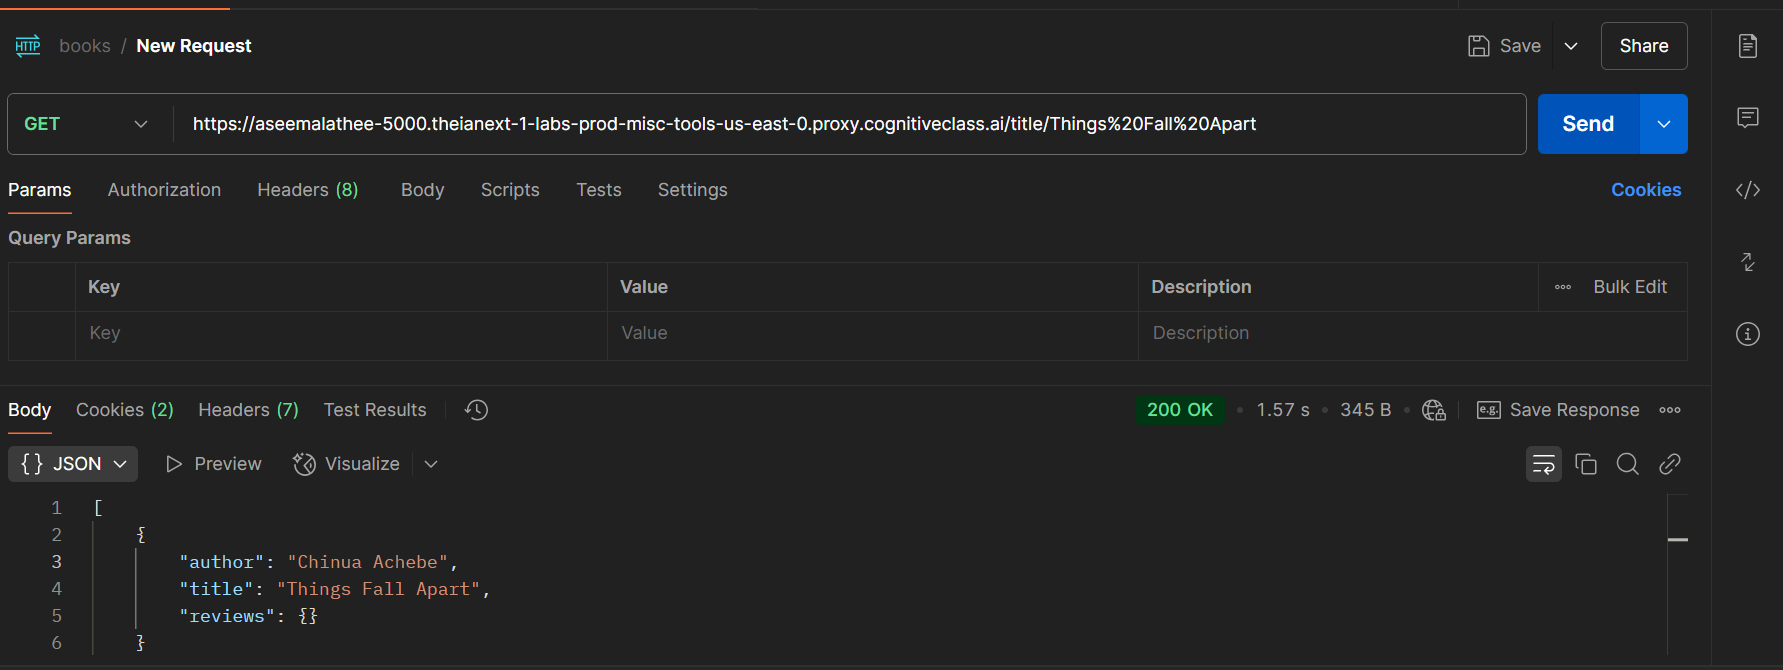 HTTP books / New Request Save Share
GET https://aseemalathee-5000.theianext-1-labs-prod-misc-tools-us-east-0.proxy.cognitiveclass.ai/title/Things%20Fall%20Apart Send
Params Authorization Headers (8) Body Scripts Tests Settings Cookies
Query Params
Key Value Description Bulk Edit
Key Value Description
Body Cookies (2) Headers (7) Test Results 200 OK • 1.57 s • 345 B • e.g. Save Response
{} JSON Preview Visualize
1 [
2 {
3 "author": "Chinua Achebe",
4 "title": "Things Fall Apart",
5 "reviews": {}
6 }